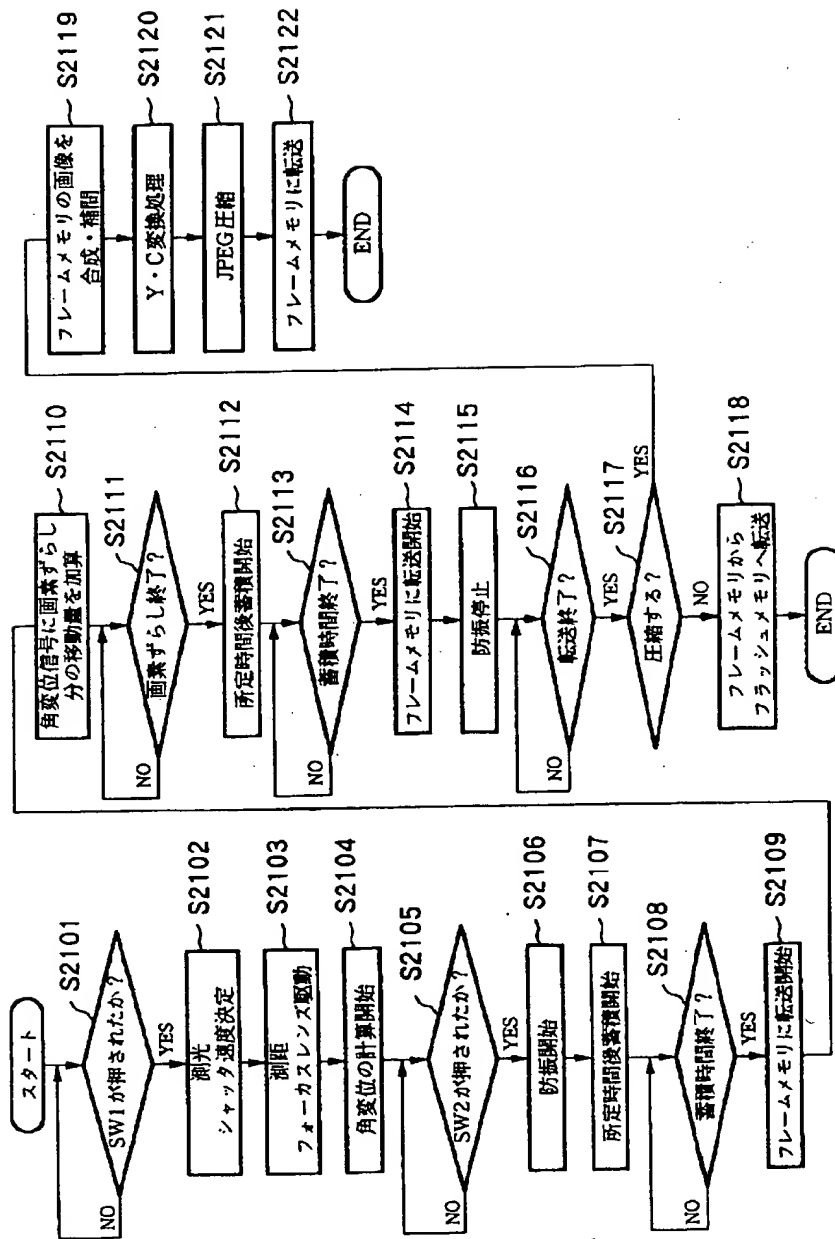 スタート
S2101
SW1が押されたか？
NO
YES
S2102
測光
シャッタ速度決定
S2103
測距
フォーカスレンズ駆動
S2104
角変位の計算開始
S2105
SW2が押されたか？
NO
YES
S2106
防振開始
S2107
所定時間後蓄積開始
S2108
蓄積時間終了？
NO
YES
S2109
フレームメモリに転送開始
S2110
角変位信号に画素ずらし
分の移動量を加算
S2111
画素ずらし終了？
NO
YES
S2112
所定時間後蓄積開始
S2113
蓄積時間終了？
NO
YES
S2114
フレームメモリに転送開始
S2115
防振停止
S2116
転送終了？
NO
YES
S2117
圧縮する？
YES
NO
S2118
フレームメモリから
フラッシュメモリへ転送
END
S2119
フレームメモリの画像を
合成・補間
S2120
Y・C変換処理
S2121
JPEG圧縮
S2122
フレームメモリに転送
END